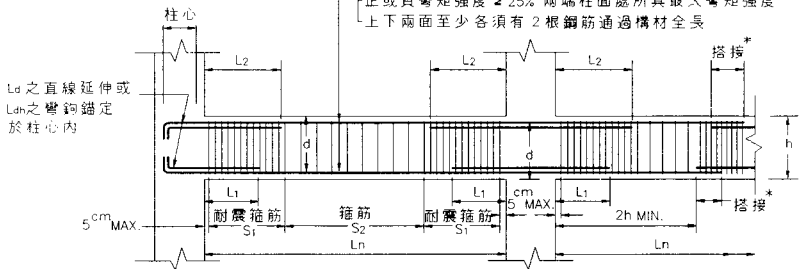 正或負彎矩強度 ≥ 25% 兩端柱面處所具最大彎矩強度
上下兩面至少各須有 2 根鋼筋通過構材全長
柱心
L2
L2
L2
搭接*
Ld 之直線延伸或
Ldh之彎鉤錨定
於柱心內
d
d
h
L1
L1
cm
5 MAX.
L1
搭接*
5cm MAX.
耐震箍筋
S1
箍筋
S2
耐震箍筋
S1
2h MIN.
Ln
Ln